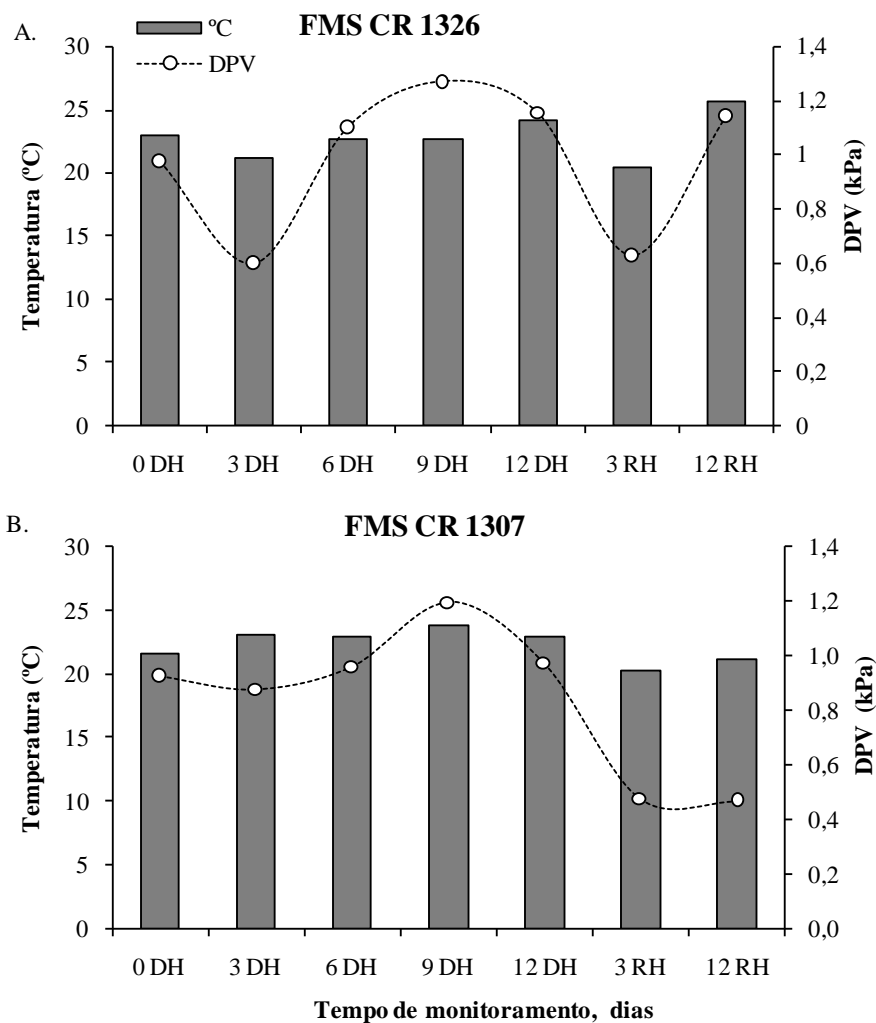 A.
FMS CR 1326
ºC
DPV
Temperatura (ºC)
30
25
20
15
10
5
0
DPV (kPa)
1,4
1,2
1
0,8
0,6
0,4
0,2
0
0 DH 3 DH 6 DH 9 DH 12 DH 3 RH 12 RH
B.
FMS CR 1307
Temperatura (ºC)
30
25
20
15
10
5
0
DPV (kPa)
1,4
1,2
1,0
0,8
0,6
0,4
0,2
0,0
0 DH 3 DH 6 DH 9 DH 12 DH 3 RH 12 RH
Tempo de monitoramento, dias